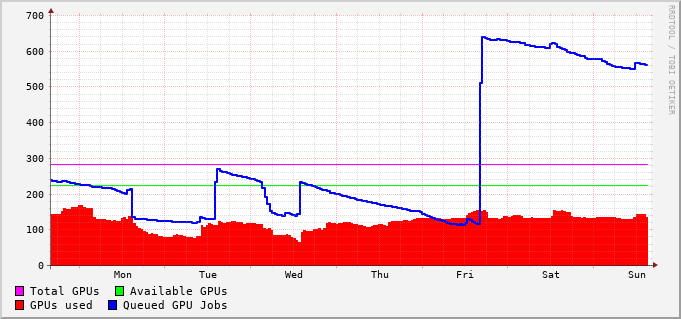 700
600
500
400
300
200
100
0
Mon Tue Wed Thu Fri Sat Sun
Total GPUs Available GPUs
GPUs used Queued GPU Jobs
RRDTOOL / TOBI OETIKER